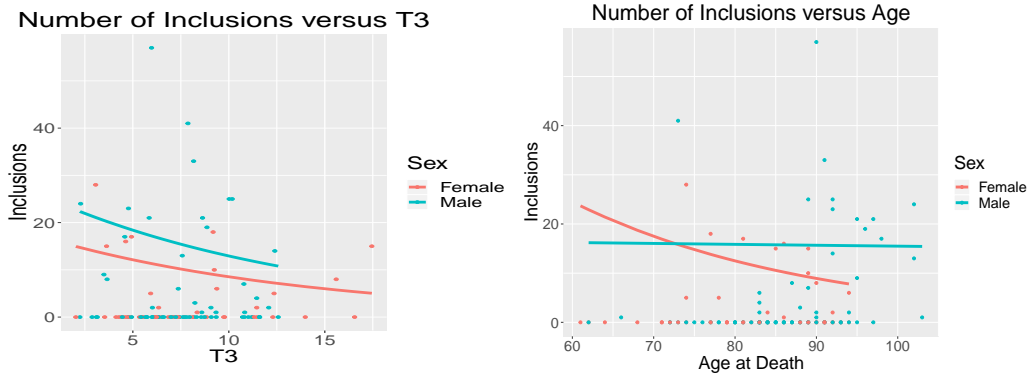 Number of Inclusions versus T3
Inclusions
40
20
0
5
10
15
T3
Sex
Female
Male
Number of Inclusions versus Age
Inclusions
40
20
0
60
70
80
90
100
Age at Death
Sex
Female
Male